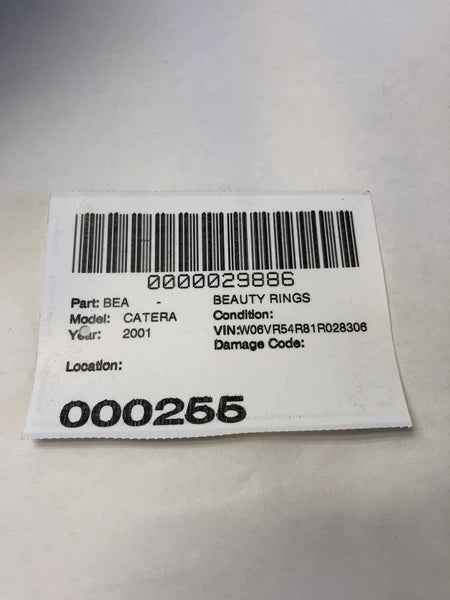 0000029886
Part: BEA - BEAUTY RINGS
Model: CATERA Condition:
Year: 2001 VIN:W06VR54R81R028306
Damage Code:
Location:
000255